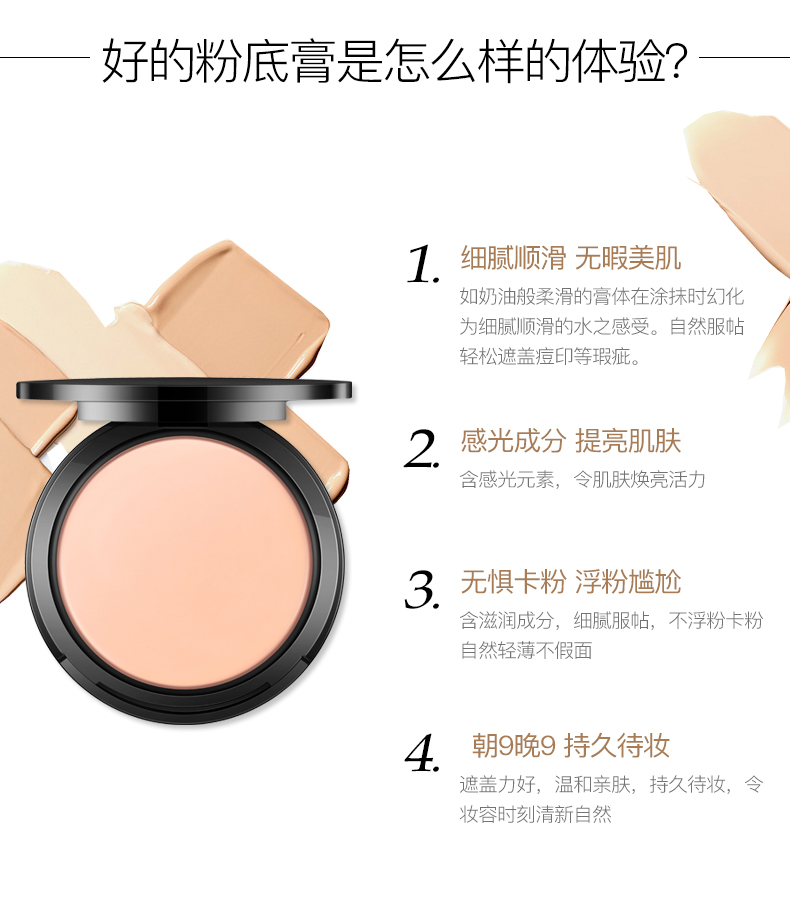 好的粉底膏是怎么样的体验?
1.
细腻顺滑 无暇美肌
如奶油般柔滑的膏体在涂抹时幻化
为细腻顺滑的水之感受。自然服帖
轻松遮盖痘印等瑕疵。
2.
感光成分 提亮肌肤
含感光元素，令肌肤焕亮活力
3.
无惧卡粉 浮粉尴尬
含滋润成分，细腻服帖，不浮粉卡粉
自然轻薄不假面
4.
朝9晚9 持久待妆
遮盖力好，温和亲肤，持久待妆，令
妆容时刻清新自然